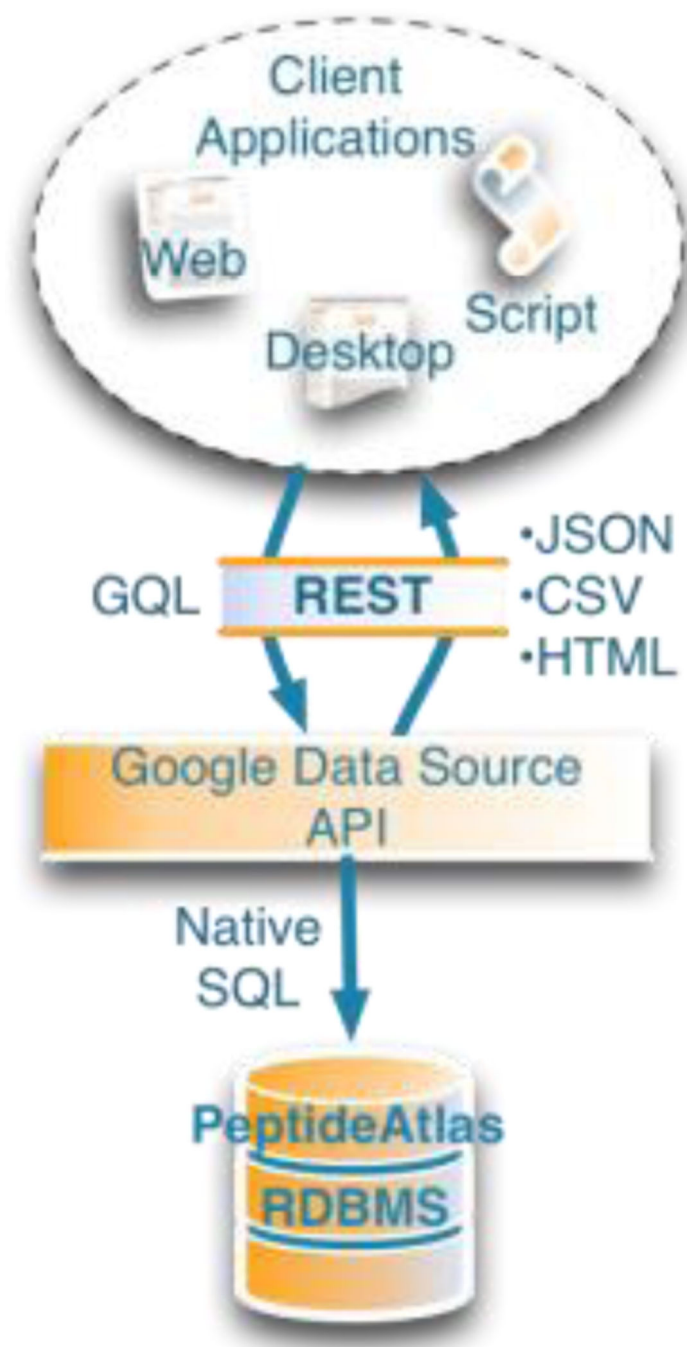 Client
Applications
Web
Script
Desktop
GQL
REST
•JSON
•CSV
•HTML
Google Data Source
API
Native
SQL
PeptideAtlas
RDBMS